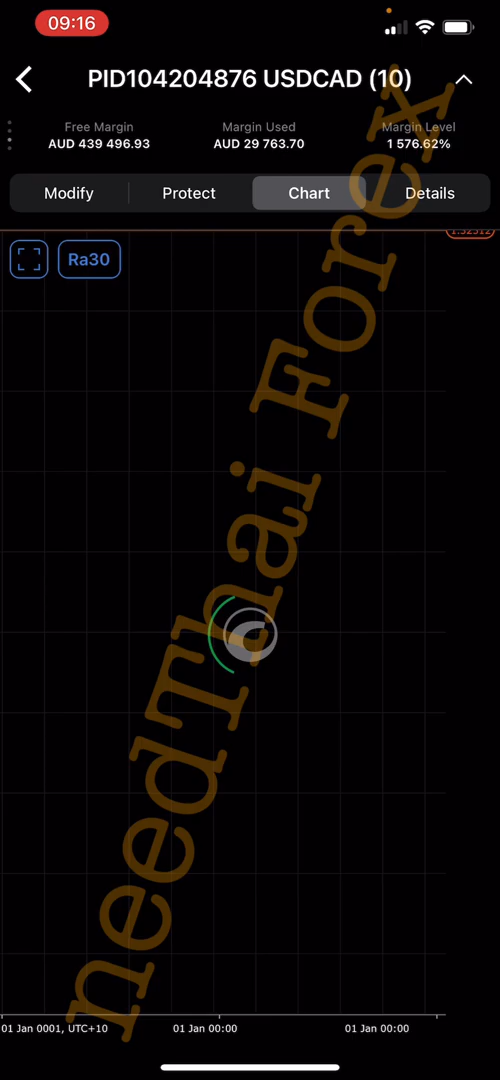 09:16
PID104204876 USDCAD (10)
Free Margin Margin Used Margin Level
AUD 439 496.93 AUD 29 763.70 1 576.62%
Modify Protect Chart Details
Ra30
needThai Forex
01 Jan 0001, UTC+10 01 Jan 00:00 01 Jan 00:00